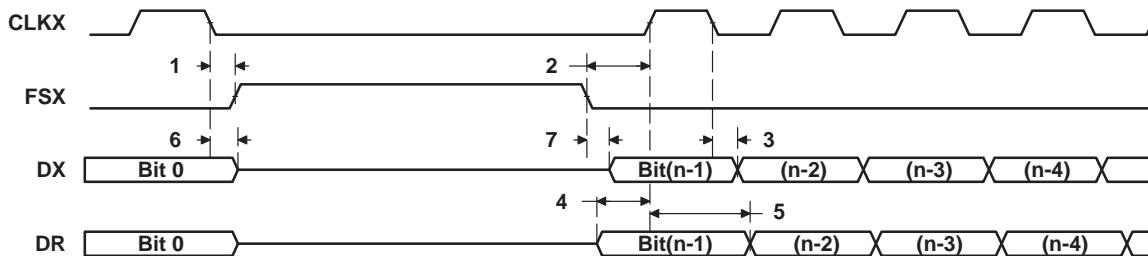 CLKX
1 2
FSX
6 7 3
DX Bit 0 Bit(n-1) (n-2) (n-3) (n-4)
4 5
DR Bit 0 Bit(n-1) (n-2) (n-3) (n-4)